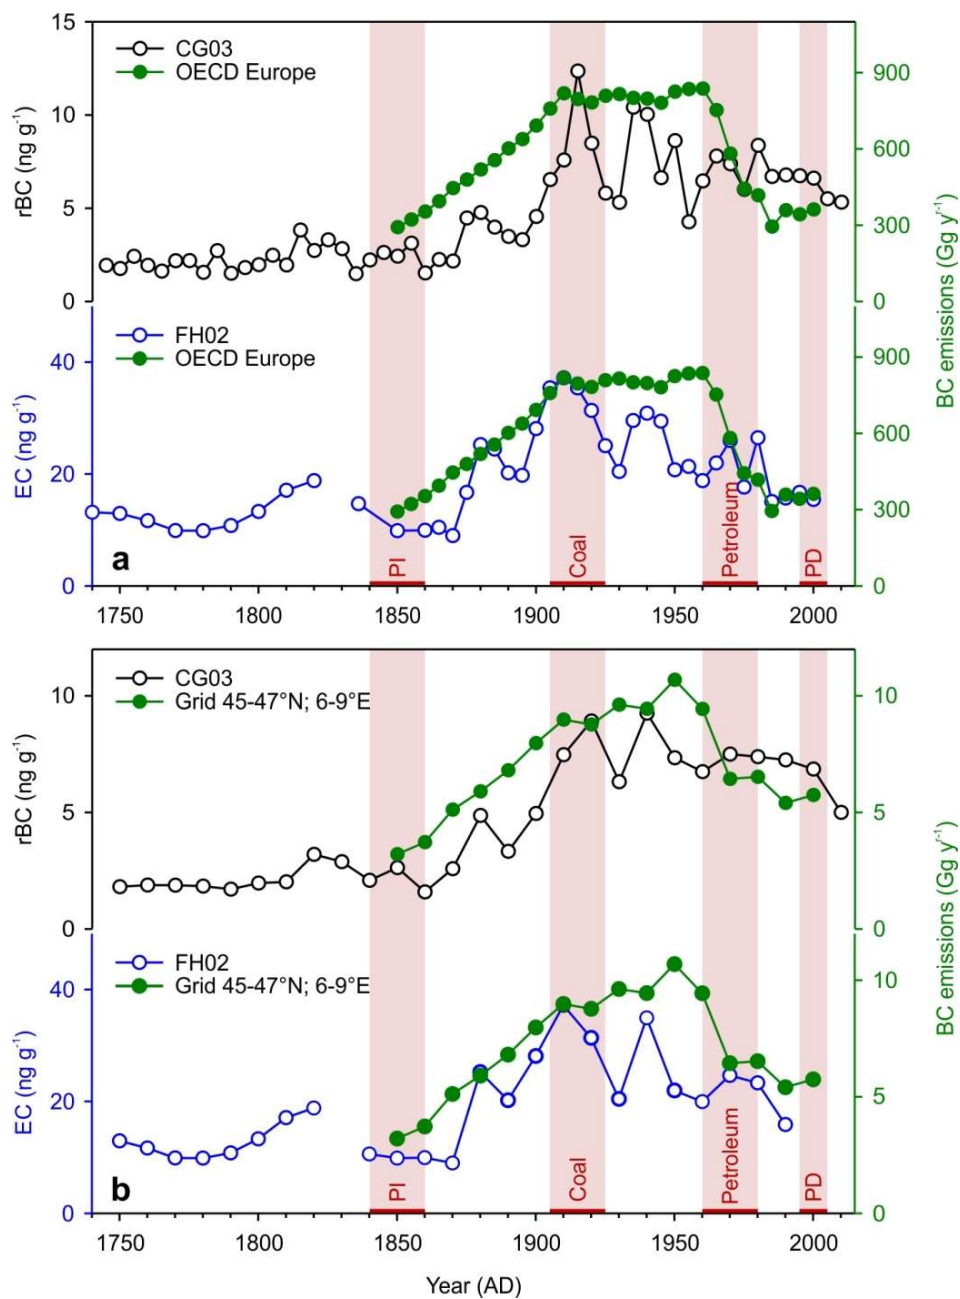 15
10
5
0
rBC (ng g⁻¹)
CG03
OECD Europe
900
600
300
0
BC emissions (Gg y⁻¹)
40
20
0
EC (ng g⁻¹)
FH02
OECD Europe
900
600
300
0
a
PI
Coal
Petroleum
PD
1750
1800
1850
1900
1950
2000
10
5
0
rBC (ng g⁻¹)
CG03
Grid 45-47°N; 6-9°E
10
5
0
BC emissions (Gg y⁻¹)
40
20
0
EC (ng g⁻¹)
FH02
Grid 45-47°N; 6-9°E
10
5
0
b
PI
Coal
Petroleum
PD
1750
1800
1850
1900
1950
2000
Year (AD)